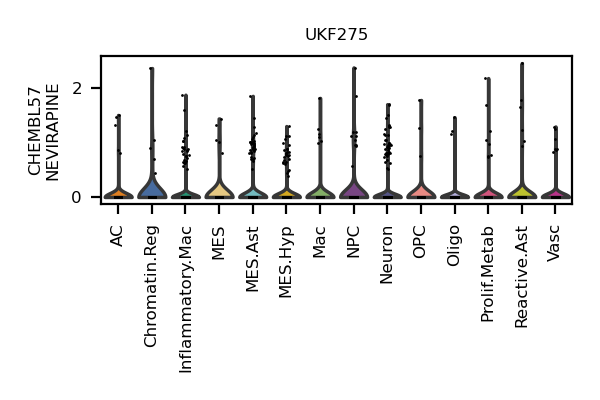 UKF275
CHEMBL57
NEVIRAPINE
2
0
AC
Chromatin.Reg
Inflammatory.Mac
MES
MES.Ast
MES.Hyp
Mac
NPC
Neuron
OPC
Oligo
Prolif.Metab
Reactive.Ast
Vasc